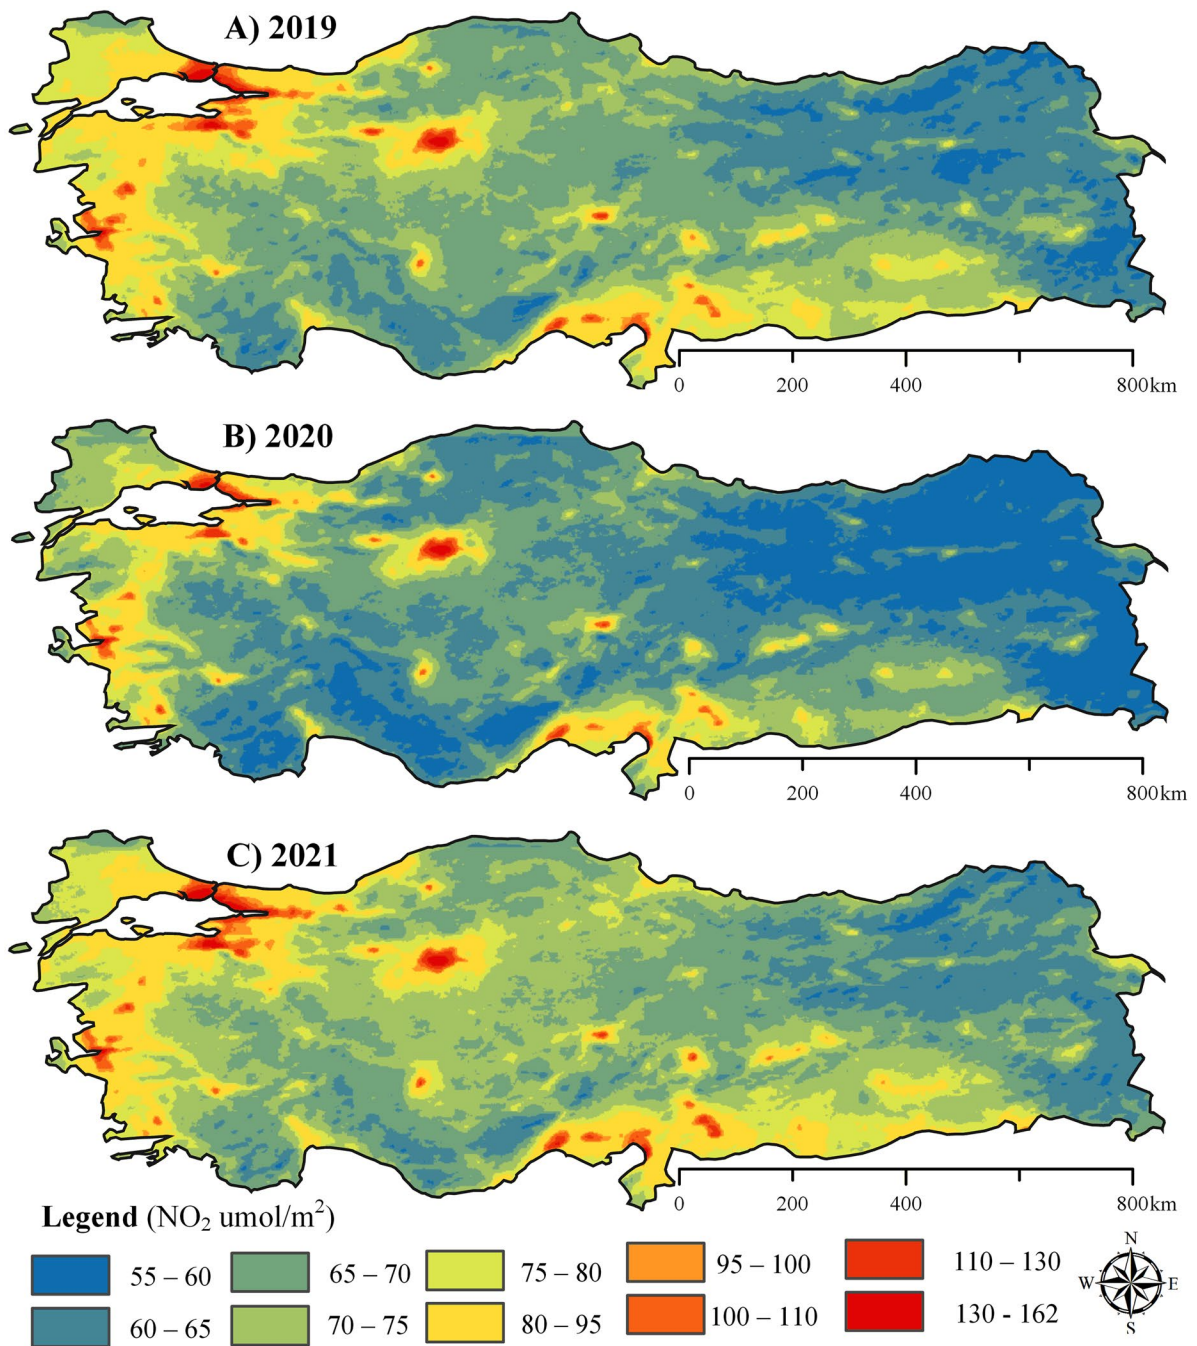 A) 2019
0 200 400 800km
B) 2020
0 200 400 800km
C) 2021
0 200 400 800km
Legend (NO₂ umol/m²)
55 – 60 65 – 70 75 – 80 95 – 100 110 – 130
60 – 65 70 – 75 80 – 95 100 – 110 130 - 162
N
W E
S